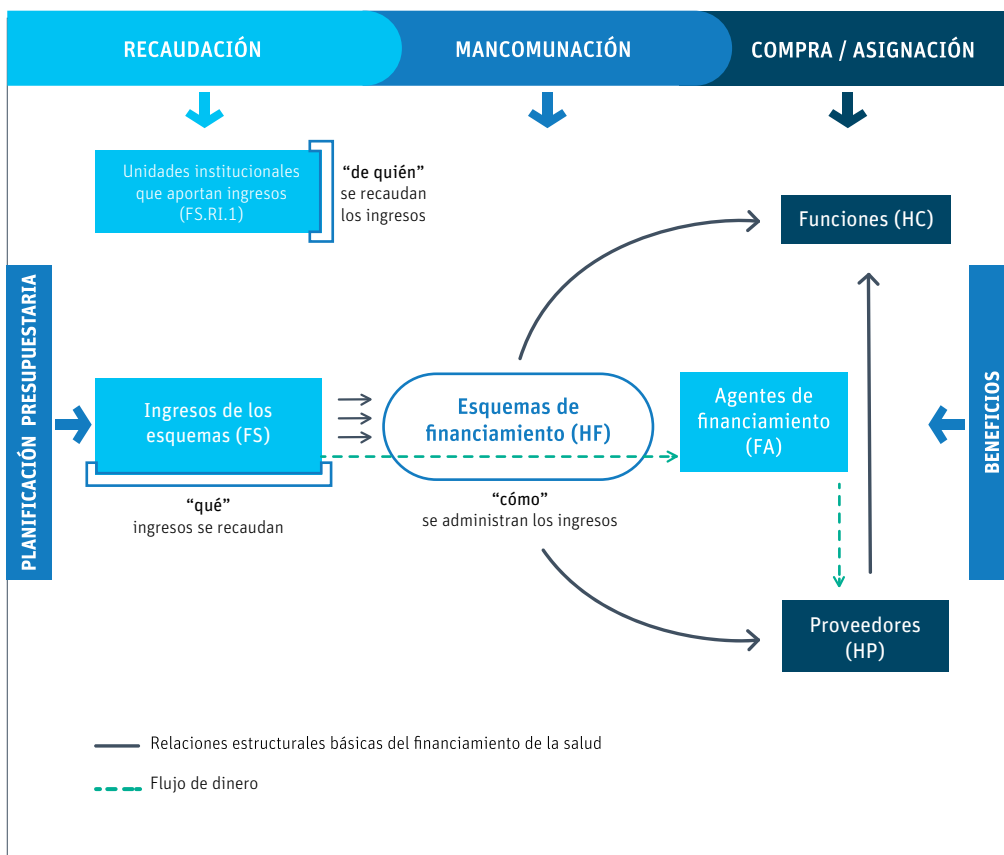 RECAUDACIÓN
MANCOMUNACIÓN
COMPRA / ASIGNACIÓN
Unidades institucionales
que aportan ingresos
(FS.RI.1)
“de quién”
se recaudan
los ingresos
Funciones (HC)
PLANIFICACIÓN PRESUPUESTARIA
Ingresos de los
esquemas (FS)
“qué”
ingresos se recaudan
Esquemas de
financiamiento (HF)
“cómo”
se administran los ingresos
Agentes de
financiamiento
(FA)
BENEFICIOS
Proveedores
(HP)
Relaciones estructurales básicas del financiamiento de la salud
Flujo de dinero